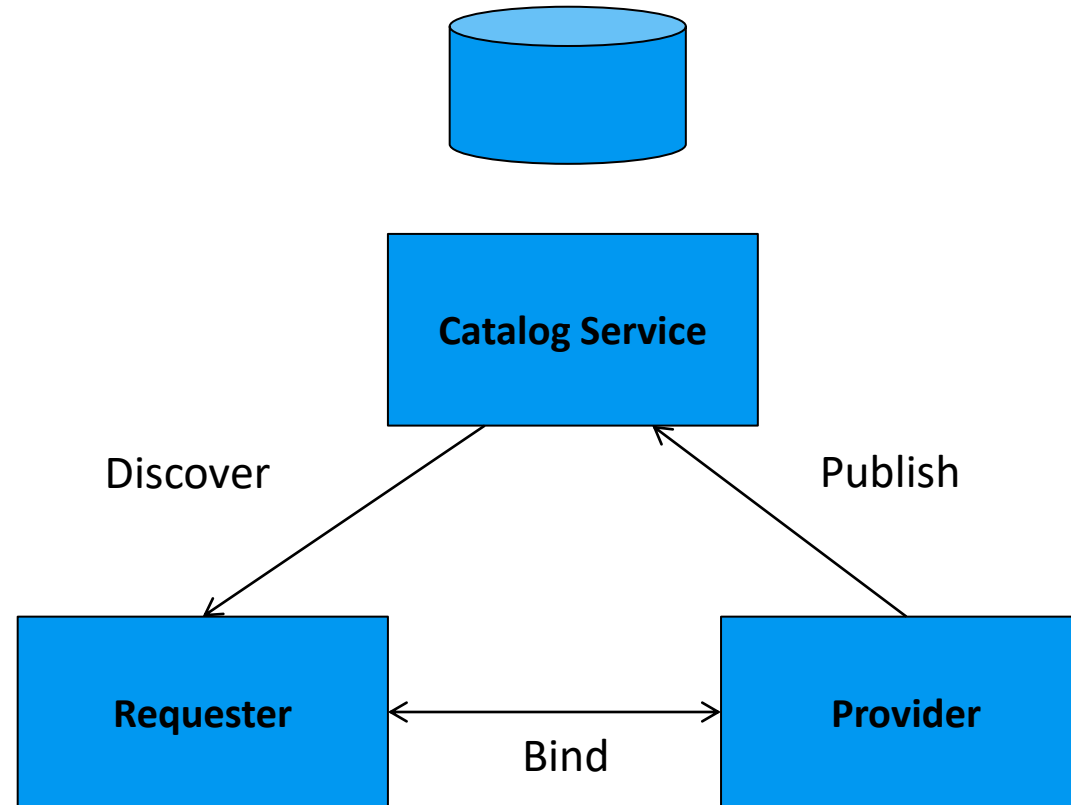 Catalog Service
Discover
Publish
Requester
Provider
Bind